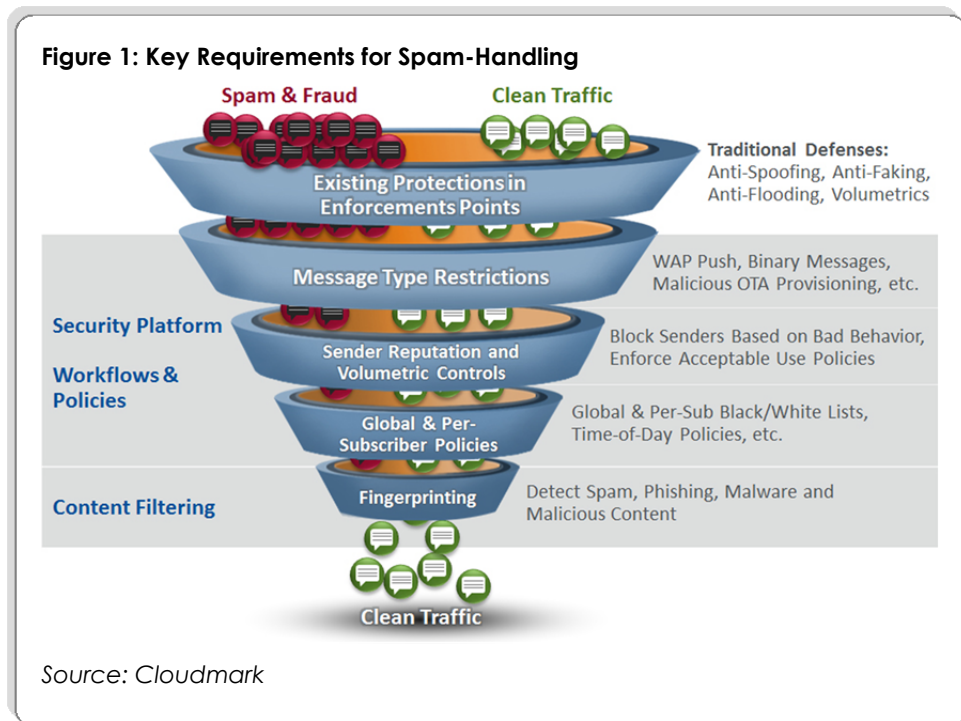 Figure 1: Key Requirements for Spam-Handling
Spam & Fraud
Clean Traffic
Existing Protections in
Enforcements Points
Traditional Defenses:
Anti-Spoofing, Anti-Faking,
Anti-Flooding, Volumetrics
Message Type Restrictions
WAP Push, Binary Messages,
Malicious OTA Provisioning, etc.
Security Platform
Workflows &
Policies
Sender Reputation and
Volumetric Controls
Block Senders Based on Bad Behavior,
Enforce Acceptable Use Policies
Global & Per-
Subscriber Policies
Global & Per-Sub Black/White Lists,
Time-of-Day Policies, etc.
Content Filtering
Fingerprinting
Detect Spam, Phishing, Malware and
Malicious Content
Clean Traffic
Source: Cloudmark